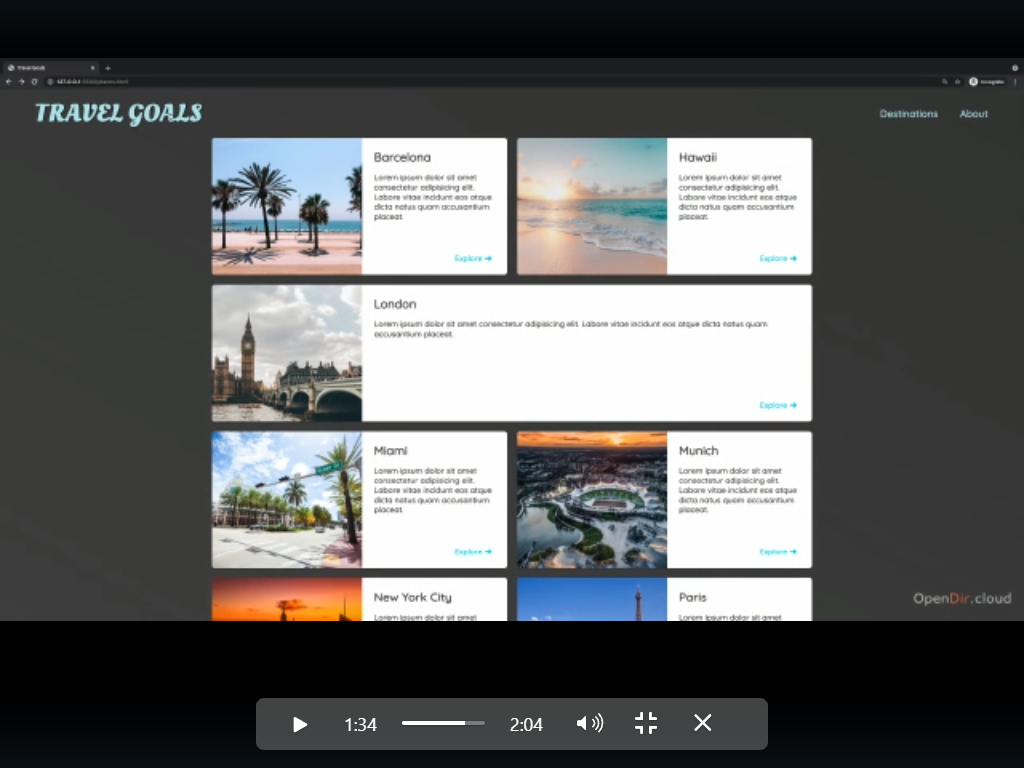 Travel Goals
Incognito
TRAVEL GOALS
Destinations
About
Barcelona
Lorem ipsum dolor sit amet
consectetur adipisicing elit.
Labore vitae incidunt eos atque
dicta natus quam accusantium
placeat.
Explore ➔
Hawaii
Lorem ipsum dolor sit amet
consectetur adipisicing elit.
Labore vitae incidunt eos atque
dicta natus quam accusantium
placeat.
Explore ➔
London
Lorem ipsum dolor sit amet consectetur adipisicing elit. Labore vitae incidunt eos atque dicta natus quam
accusantium placeat.
Explore ➔
Miami
Lorem ipsum dolor sit amet
consectetur adipisicing elit.
Labore vitae incidunt eos atque
dicta natus quam accusantium
placeat.
Explore ➔
Munich
Lorem ipsum dolor sit amet
consectetur adipisicing elit.
Labore vitae incidunt eos atque
dicta natus quam accusantium
placeat.
Explore ➔
New York City
Lorem ipsum dolor sit amet
Paris
Lorem ipsum dolor sit amet
OpenDir.cloud
1:34
2:04